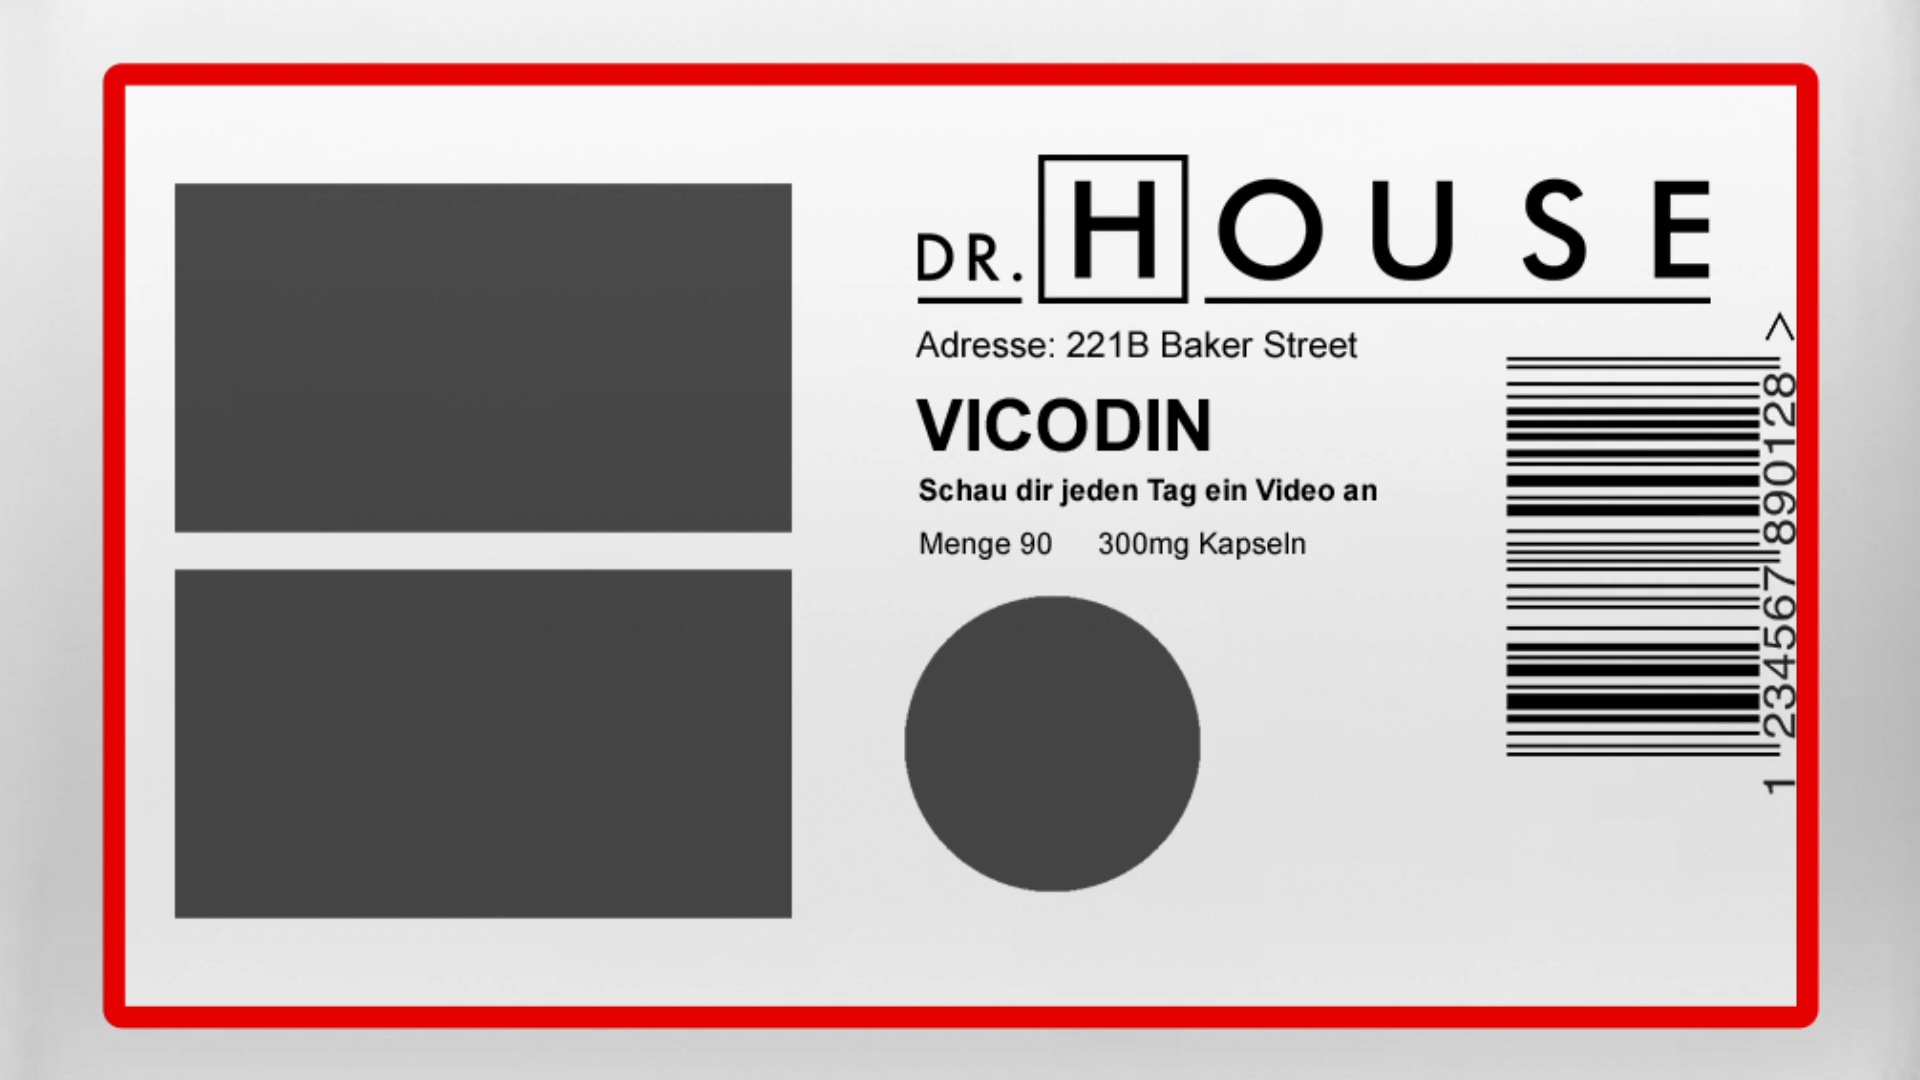 DR. HOUSE
Adresse: 221B Baker Street
VICODIN
Schau dir jeden Tag ein Video an
Menge 90 300mg Kapseln
1 234567 890128 >